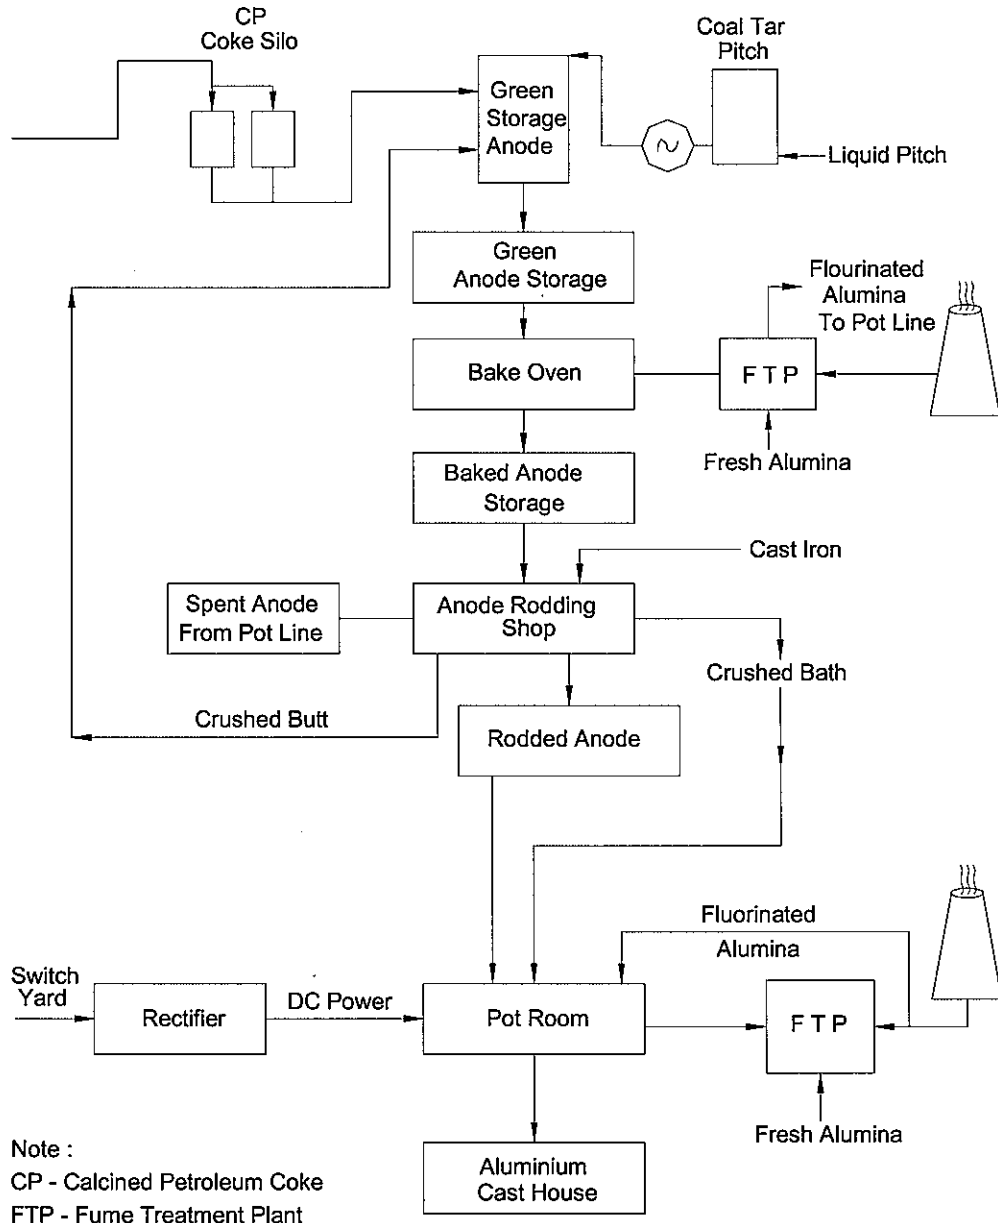 CP
Coke Silo
Coal Tar
Pitch
Green
Storage
Anode
Liquid Pitch
Green
Anode Storage
Flourinated
Alumina
To Pot Line
Bake Oven
F T P
Fresh Alumina
Baked Anode
Storage
Cast Iron
Spent Anode
From Pot Line
Anode Rodding
Shop
Crushed Bath
Crushed Butt
Rodded Anode
Fluorinated
Alumina
Switch
Yard
Rectifier
DC Power
Pot Room
F T P
Fresh Alumina
Aluminium
Cast House
Note :
CP - Calcined Petroleum Coke
FTP - Fume Treatment Plant